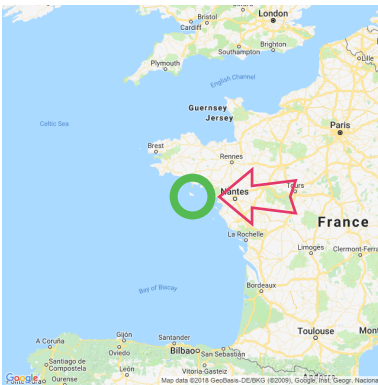 Bristol
London
Cardiff
Brighton
Southampton
Plymouth
English Channel
Lille
Guernsey
Jersey
Celtic Sea
Paris
Brest
Rennes
Nantes
Tours
France
La Rochelle
Limoges
Clermont-Ferra
Bay of Biscay
Bordeaux
Toulouse
Mont
A Coruña
Gijón
Santander
Oviedo
Bilbao
San Sebastián
Santiago de
Compostela
León
Vitoria-Gasteiz
Ourense
Google
Map data ©2018 GeoBasis-DE/BKG (©2009), Google, Inst. Geogr. Naciona